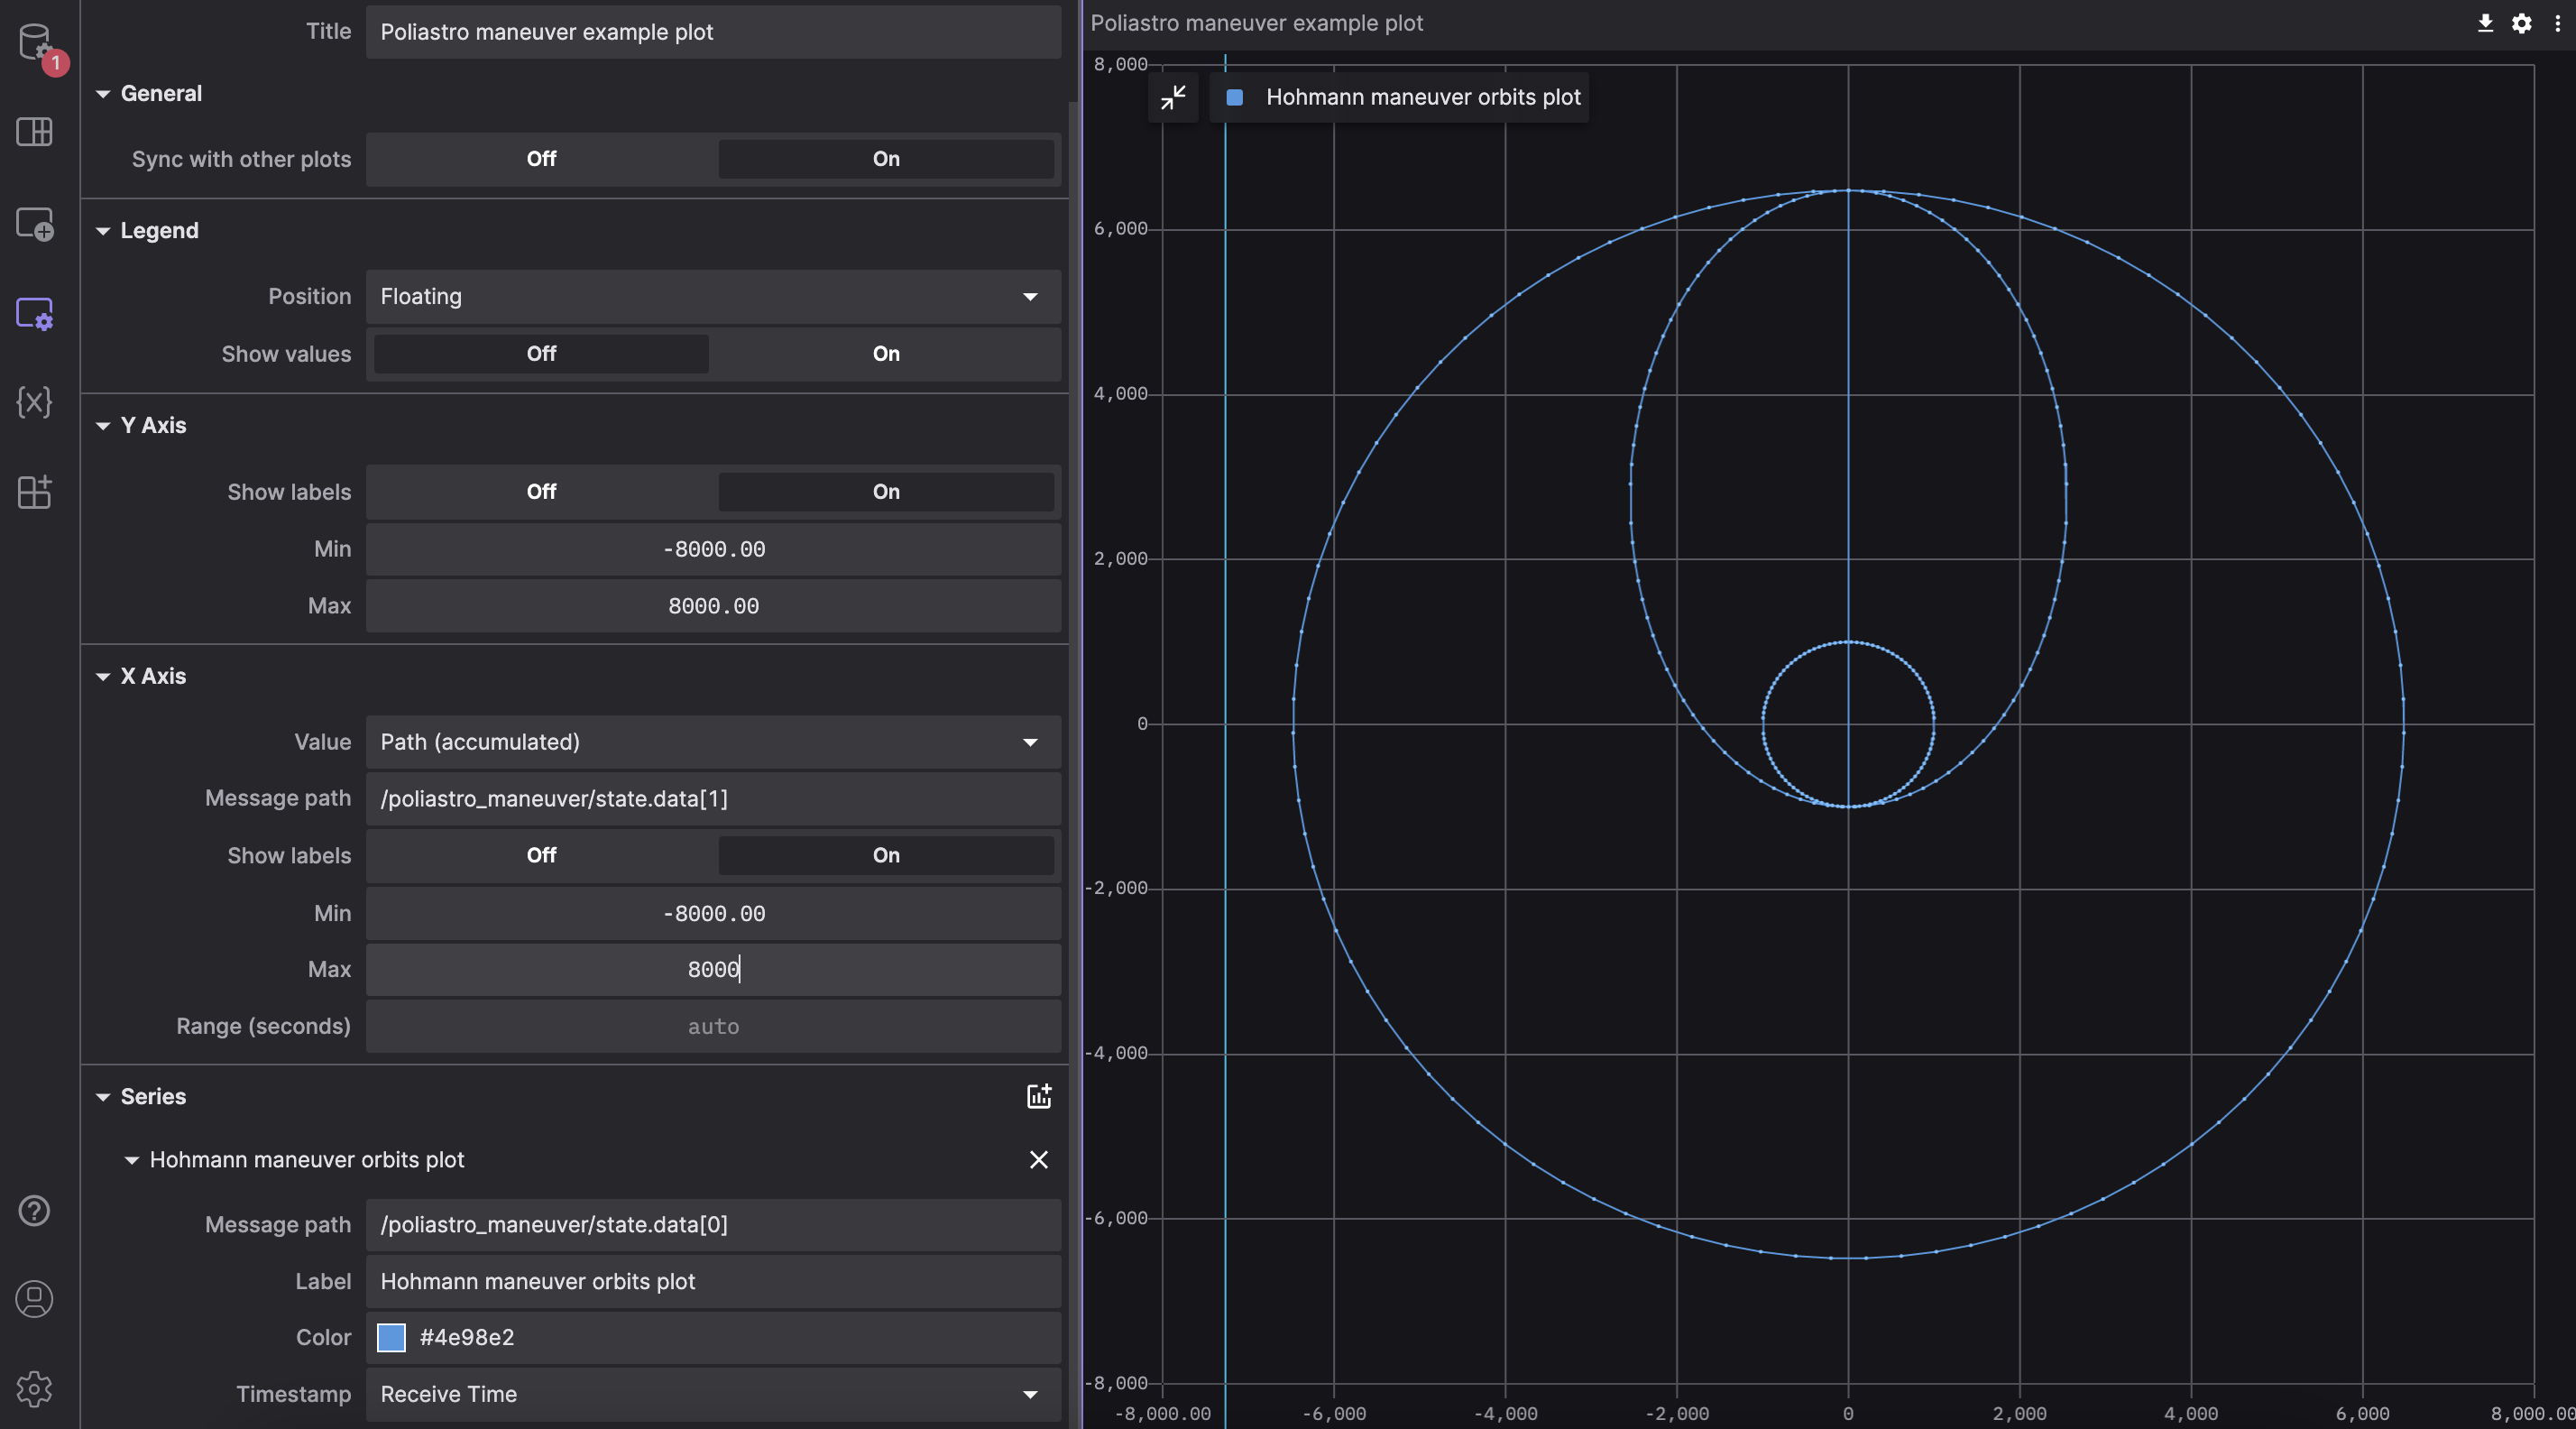 1
Title
Poliastro maneuver example plot
General
Sync with other plots
Off
On
Legend
Position
Floating
Show values
Off
On
Y Axis
Show labels
Off
On
Min
-8000.00
Max
8000.00
X Axis
Value
Path (accumulated)
Message path
/poliastro_maneuver/state.data[1]
Show labels
Off
On
Min
-8000.00
Max
8000
Range (seconds)
auto
Series
Hohmann maneuver orbits plot
Message path
/poliastro_maneuver/state.data[0]
Label
Hohmann maneuver orbits plot
Color
#4e98e2
Timestamp
Receive Time
Poliastro maneuver example plot
Hohmann maneuver orbits plot
8,000
6,000
4,000
2,000
0
-2,000
-4,000
-6,000
-8,000
-8,000.00
-6,000
-4,000
-2,000
0
2,000
4,000
6,000
8,000.00